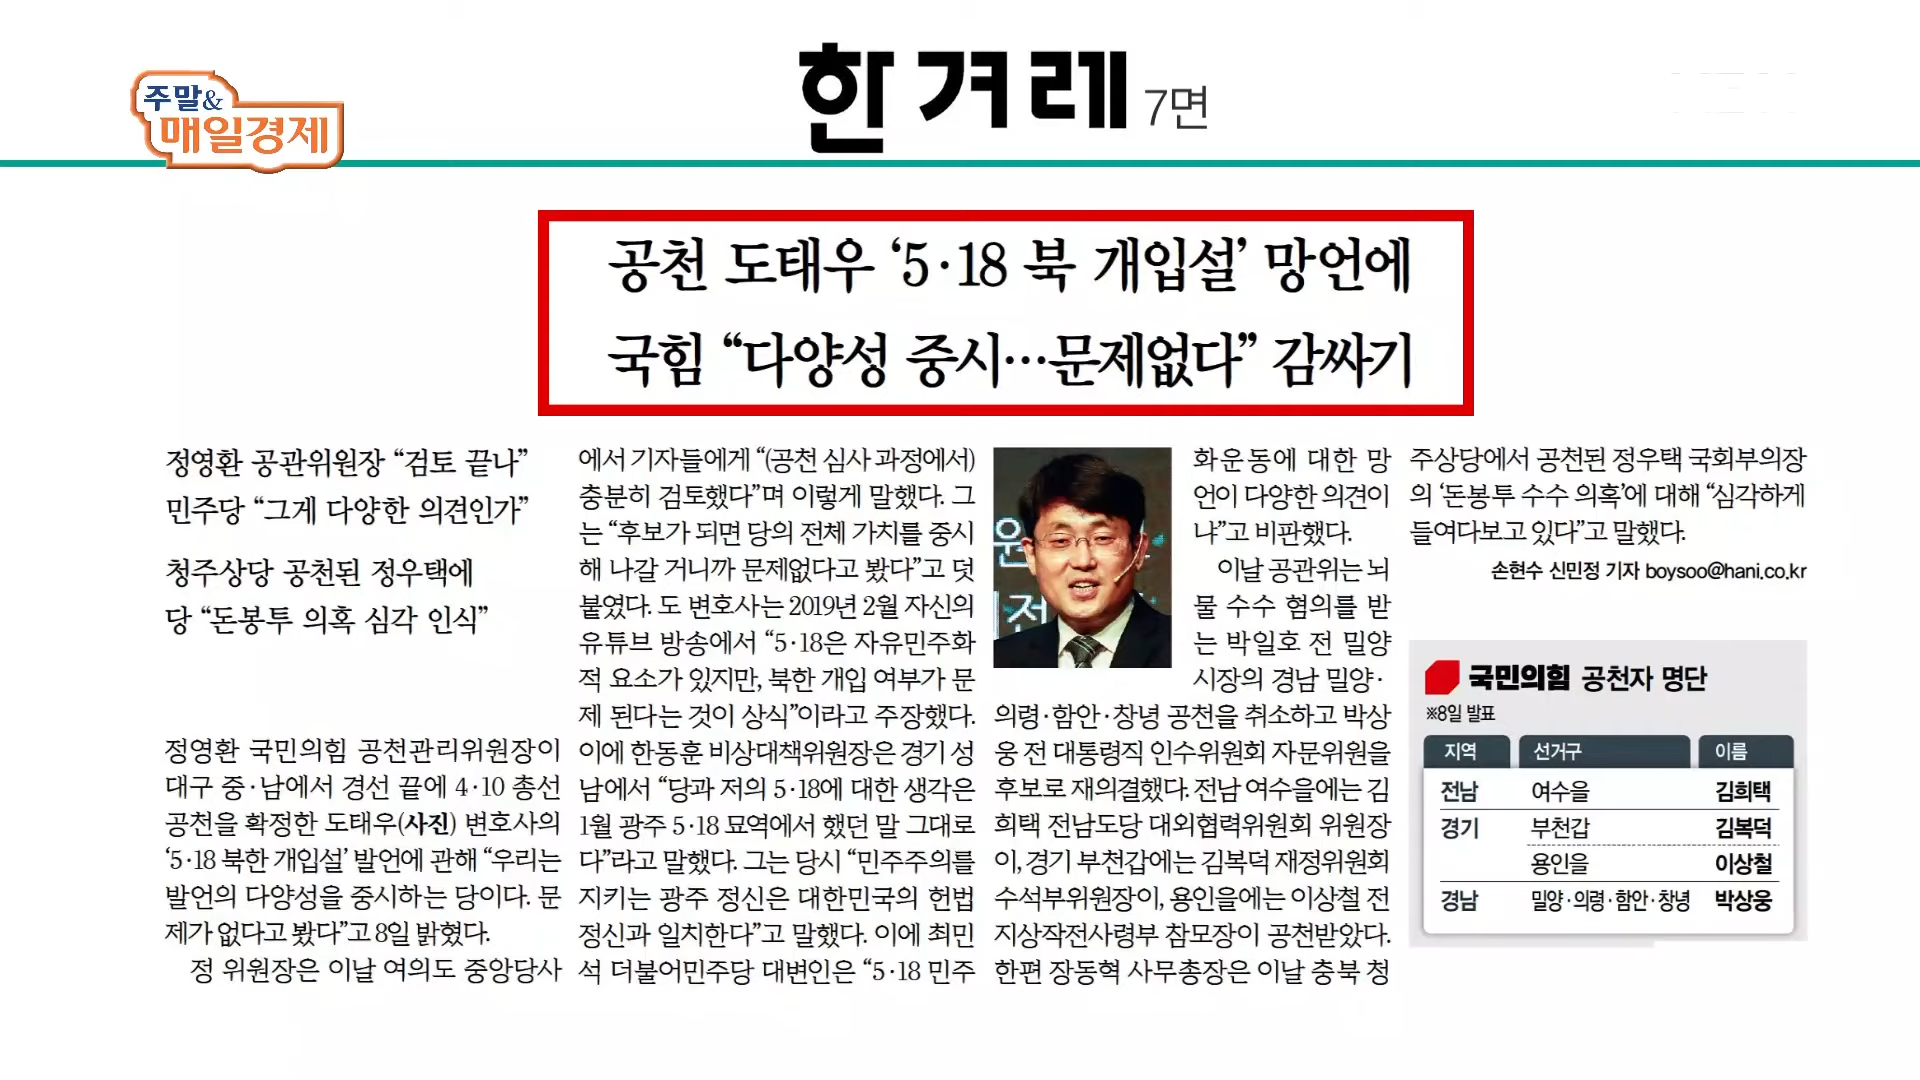 주말&
매일경제
한겨레 7면
공천 도태우 ‘5·18 북 개입설’ 망언에
국힘 “다양성 중시…문제없다” 감싸기
정영환 공관위원장 “검토 끝나”
민주당 “그게 다양한 의견인가”
청주상당 공천된 정우택에
당 “돈봉투 의혹 심각 인식”
정영환 국민의힘 공천관리위원장이
대구 중·남에서 경선 끝에 4·10 총선
공천을 확정한 도태우(사진) 변호사의
‘5·18 북한 개입설’ 발언에 관해 “우리는
발언의 다양성을 중시하는 당이다. 문
제가 없다고 봤다”고 8일 밝혔다.
정 위원장은 이날 여의도 중앙당사
에서 기자들에게 “(공천 심사 과정에서)
충분히 검토했다”며 이렇게 말했다. 그
는 “후보가 되면 당의 전체 가치를 중시
해 나갈 거니까 문제없다고 봤다”고 덧
붙였다. 도 변호사는 2019년 2월 자신의
유튜브 방송에서 “5·18은 자유민주화
적 요소가 있지만, 북한 개입 여부가 문
제 된다는 것이 상식”이라고 주장했다.
이에 한동훈 비상대책위원장은 경기 성
남에서 “당과 저의 5·18에 대한 생각은
1월 광주 5·18 묘역에서 했던 말 그대로
다”라고 말했다. 그는 당시 “민주주의를
지키는 광주 정신은 대한민국의 헌법
정신과 일치한다”고 말했다. 이에 최민
석 더불어민주당 대변인은 “5·18 민주
화운동에 대한 망
언이 다양한 의견이
냐”고 비판했다.
이날 공관위는 뇌
물 수수 혐의를 받
는 박일호 전 밀양
시장의 경남 밀양·
의령·함안·창녕 공천을 취소하고 박상
웅 전 대통령직 인수위원회 자문위원을
후보로 재의결했다. 전남 여수을에는 김
희택 전남도당 대외협력위원회 위원장
이, 경기 부천갑에는 김복덕 재정위원회
수석부위원장이, 용인을에는 이상철 전
지상작전사령부 참모장이 공천받았다.
한편 장동혁 사무총장은 이날 충북 청
주상당에서 공천된 정우택 국회부의장
의 ‘돈봉투 수수 의혹’에 대해 “심각하게
들여다보고 있다”고 말했다.
손현수 신민정 기자 boysoo@hani.co.kr
국민의힘 공천자 명단
※8일 발표
지역 선거구 이름
전남 여수을 김희택
경기 부천갑 김복덕
용인을 이상철
경남 밀양·의령·함안·창녕 박상웅